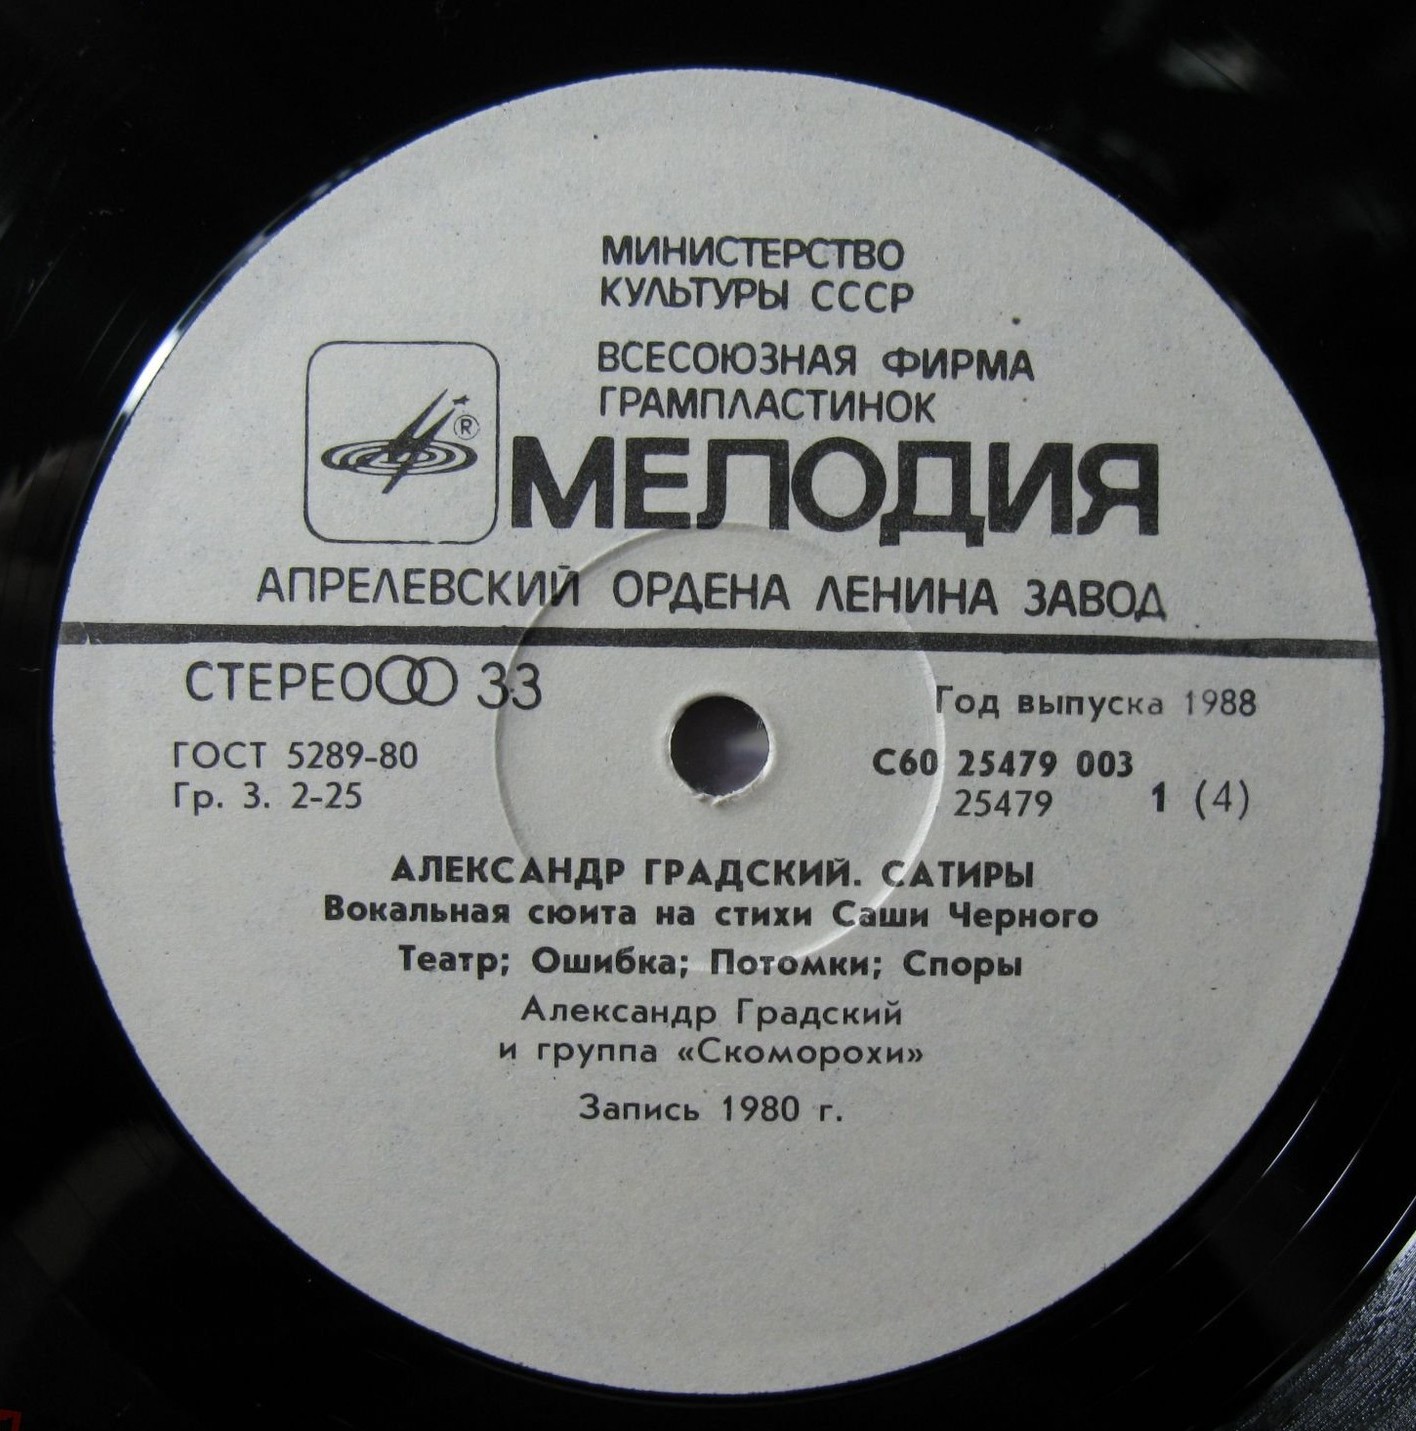 МИНИСТЕРСТВО
КУЛЬТУРЫ СССР
ВСЕСОЮЗНАЯ ФИРМА
ГРАМПЛАСТИНОК
®
МЕЛОДИЯ
АПРЕЛЕВСКИЙ ОРДЕНА ЛЕНИНА ЗАВОД
СТЕРЕО 33
Год выпуска 1988
ГОСТ 5289-80
С60 25479 003
Гр. 3. 2-25
25479 1 (4)
АЛЕКСАНДР ГРАДСКИЙ. САТИРЫ
Вокальная сюита на стихи Саши Черного
Театр; Ошибка; Потомки; Споры
Александр Градский
и группа «Скоморохи»
Запись 1980 г.